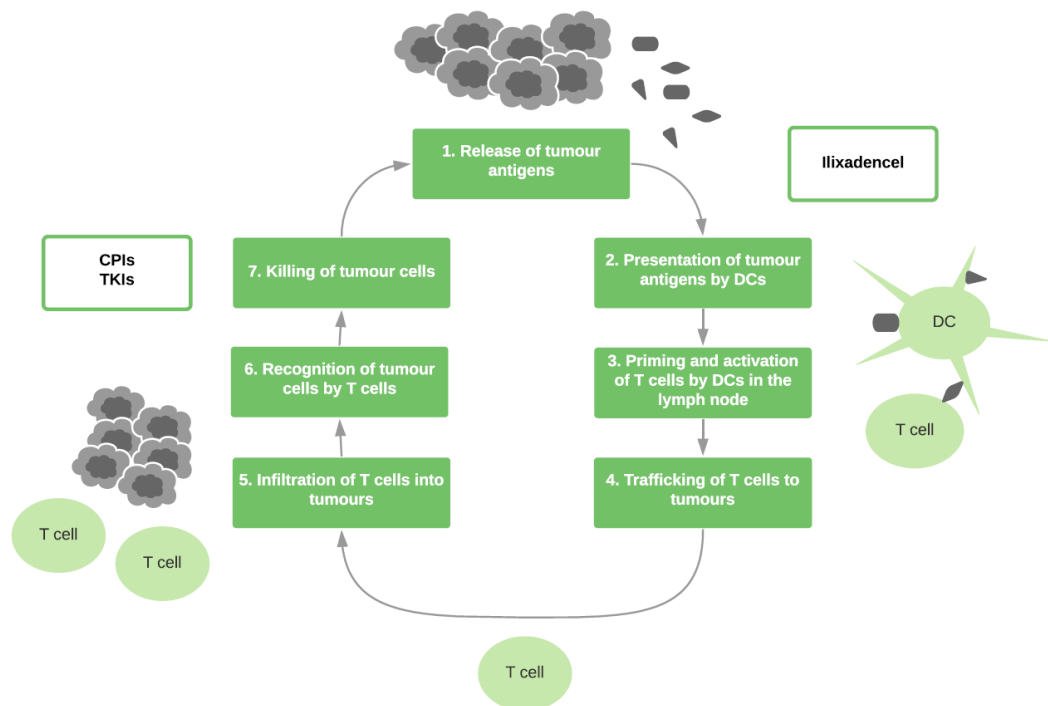 1. Release of tumour
antigens
Ilixadencel
CPIs
TKIs
7. Killing of tumour cells
2. Presentation of tumour
antigens by DCs
DC
6. Recognition of tumour
cells by T cells
3. Priming and activation
of T cells by DCs in the
lymph node
T cell
5. Infiltration of T cells into
tumours
4. Trafficking of T cells to
tumours
T cell
T cell
T cell